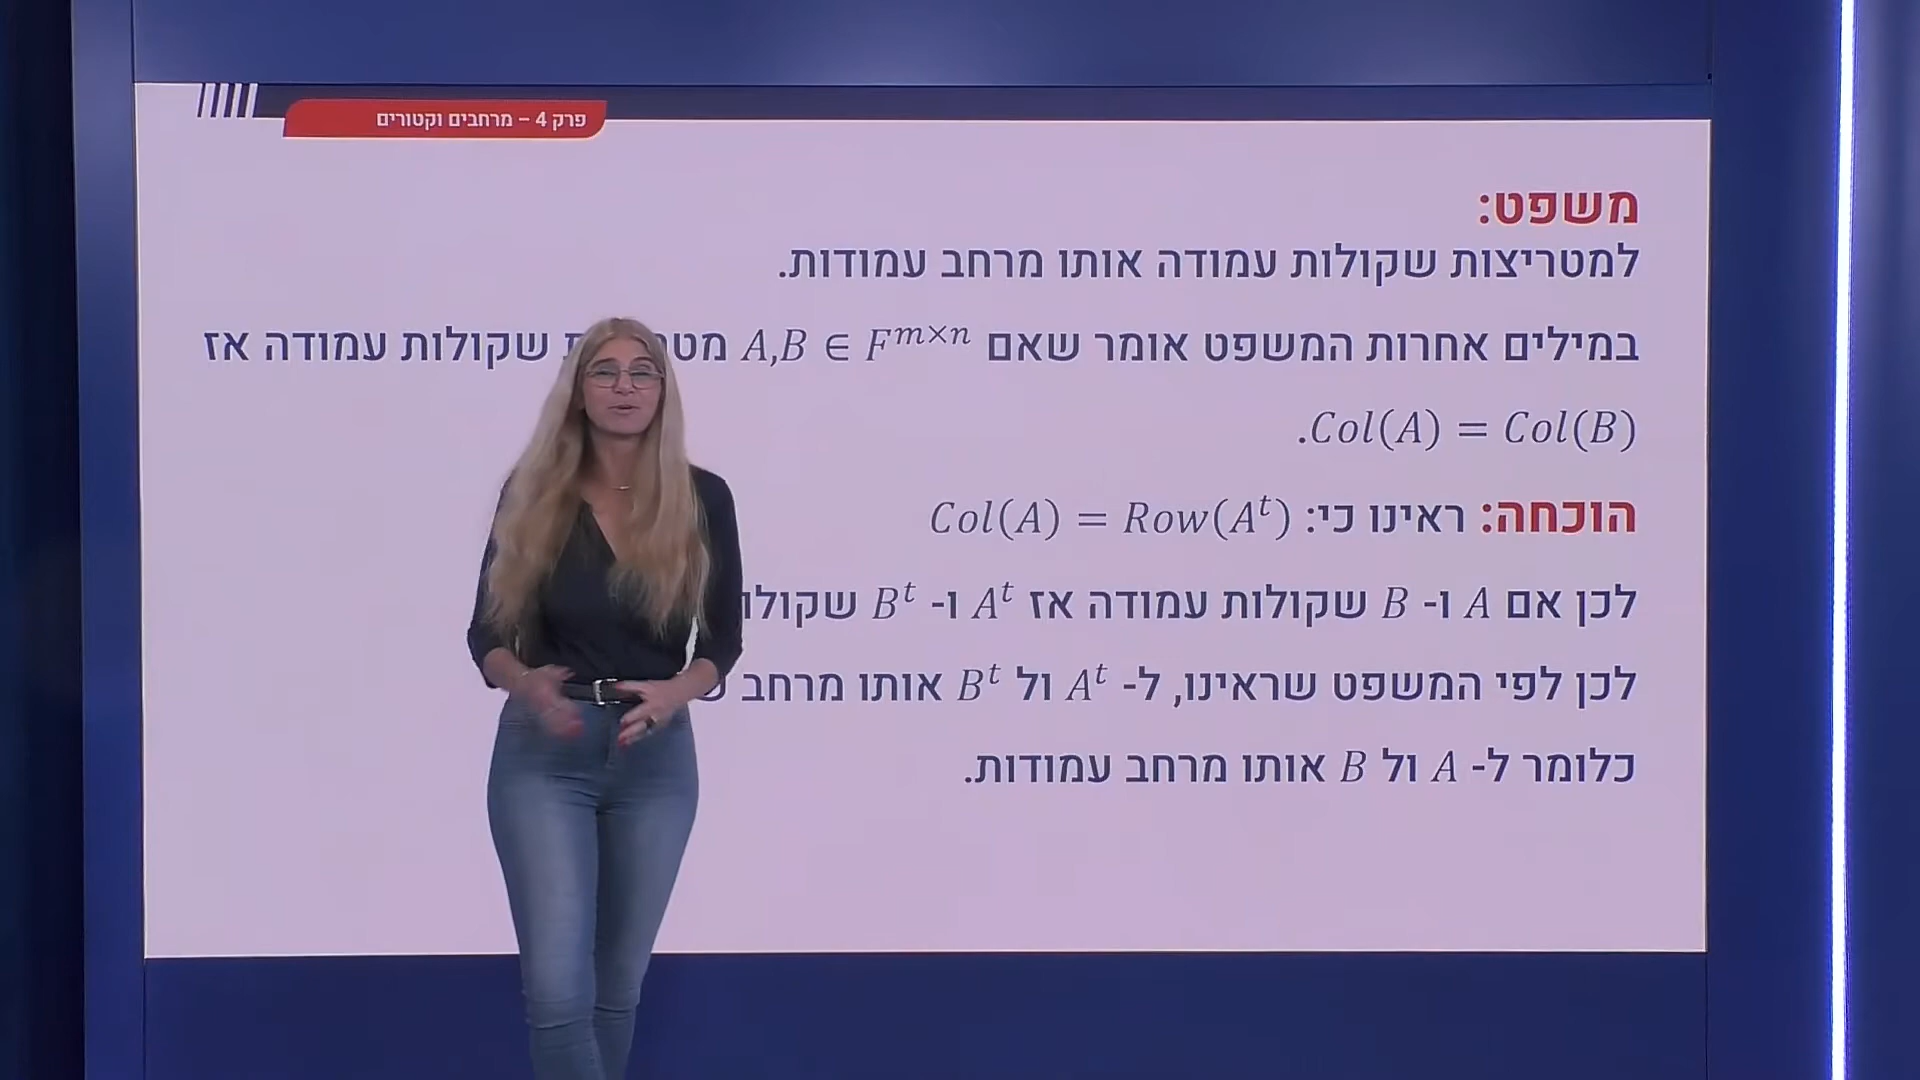 פרק 4 – מרחבים וקטורים
משפט:
למטריצות שקולות עמודה אותו מרחב עמודות.
במילים אחרות המשפט אומר שאם A,B ∈ F^{m×n} שקולות עמודה אז
Col(A) = Col(B).
הוכחה: ראינו כי: Col(A) = Row(A^t)
לכן אם A ו- B שקולות עמודה אז A^t ו- B^t
לכן לפי המשפט שראינו, ל- A^t ול B^t אותו מרחב
כלומר ל- A ול B אותו מרחב עמודות.